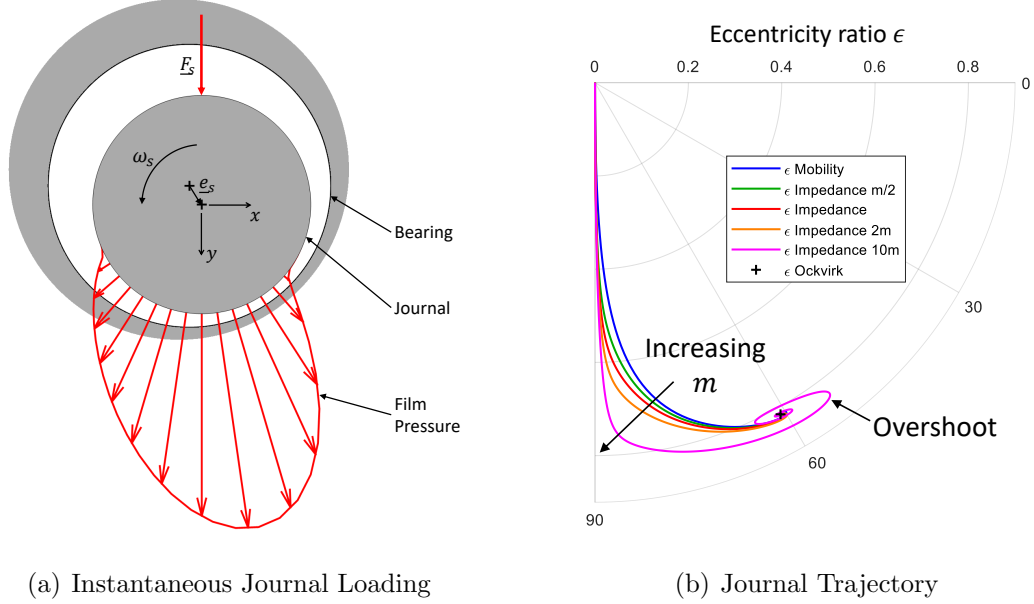 F_s
ω_s
e_s
x
y
Bearing
Journal
Film
Pressure
(a) Instantaneous Journal Loading
Eccentricity ratio ϵ
0 0.2 0.4 0.6 0.8 1
0
30
60
90
ϵ Mobility
ϵ Impedance m/2
ϵ Impedance
ϵ Impedance 2m
ϵ Impedance 10m
ϵ Ockvirk
Increasing
m
Overshoot
(b) Journal Trajectory